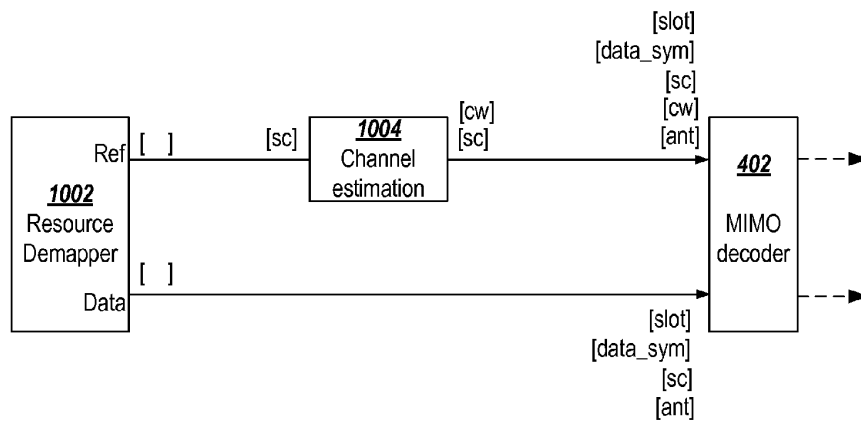 [slot]
[data_sym]
[sc]
[cw]
[ant]
[cw]
[sc]
[sc]
Ref
[ ]
1004
Channel
estimation
1002
Resource
Demapper
402
MIMO
decoder
[ ]
Data
[slot]
[data_sym]
[sc]
[ant]